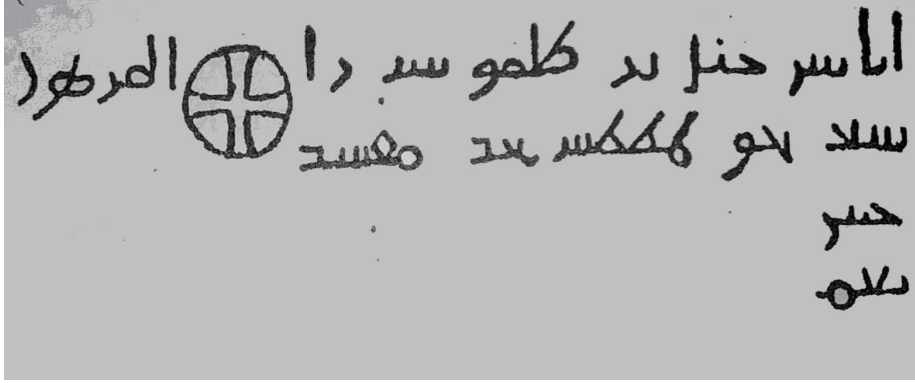 انا شرحيل بر ظلمو بنيت ذا المرطول
سنت بعد مفسد
خيبر
بعم